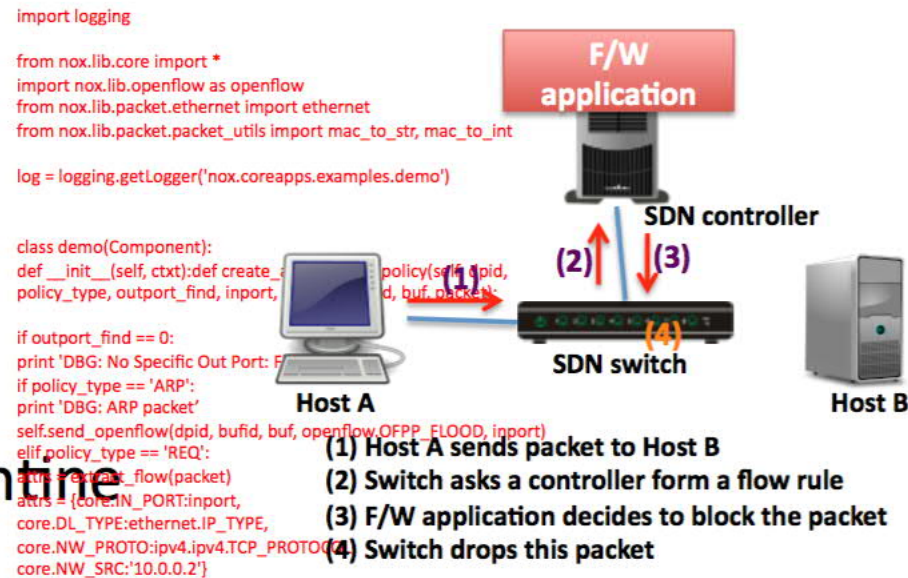 import logging
from nox.lib.core import *
import nox.lib.openflow as openflow
from nox.lib.packet.ethernet import ethernet
from nox.lib.packet.packet_utils import mac_to_str, mac_to_int
log = logging.getLogger('nox.coreapps.examples.demo')
class demo(Component):
def __init__(self, ctxt):def policy(self, dpid,
policy_type, outport_find, inport, buf, packet):
if outport_find == 0:
print 'DBG: No Specific Out Port:
if policy_type == 'ARP':
print 'DBG: ARP packet'
self.send_openflow(dpid, bufid, buf, openflow.OFPP_FLOOD, inport)
elif policy_type == 'REQ':
attrs = extract_flow(packet)
attrs = {core.IN_PORT:inport,
core.DL_TYPE:ethernet.IP_TYPE,
core.NW_PROTO:ipv4.ipv4.TCP_PROTOCOL,
core.NW_SRC:'10.0.0.2'}
ntine
F/W
application
SDN controller
(1)
(2)
(3)
(4)
SDN switch
Host A
Host B
(1) Host A sends packet to Host B
(2) Switch asks a controller form a flow rule
(3) F/W application decides to block the packet
(4) Switch drops this packet